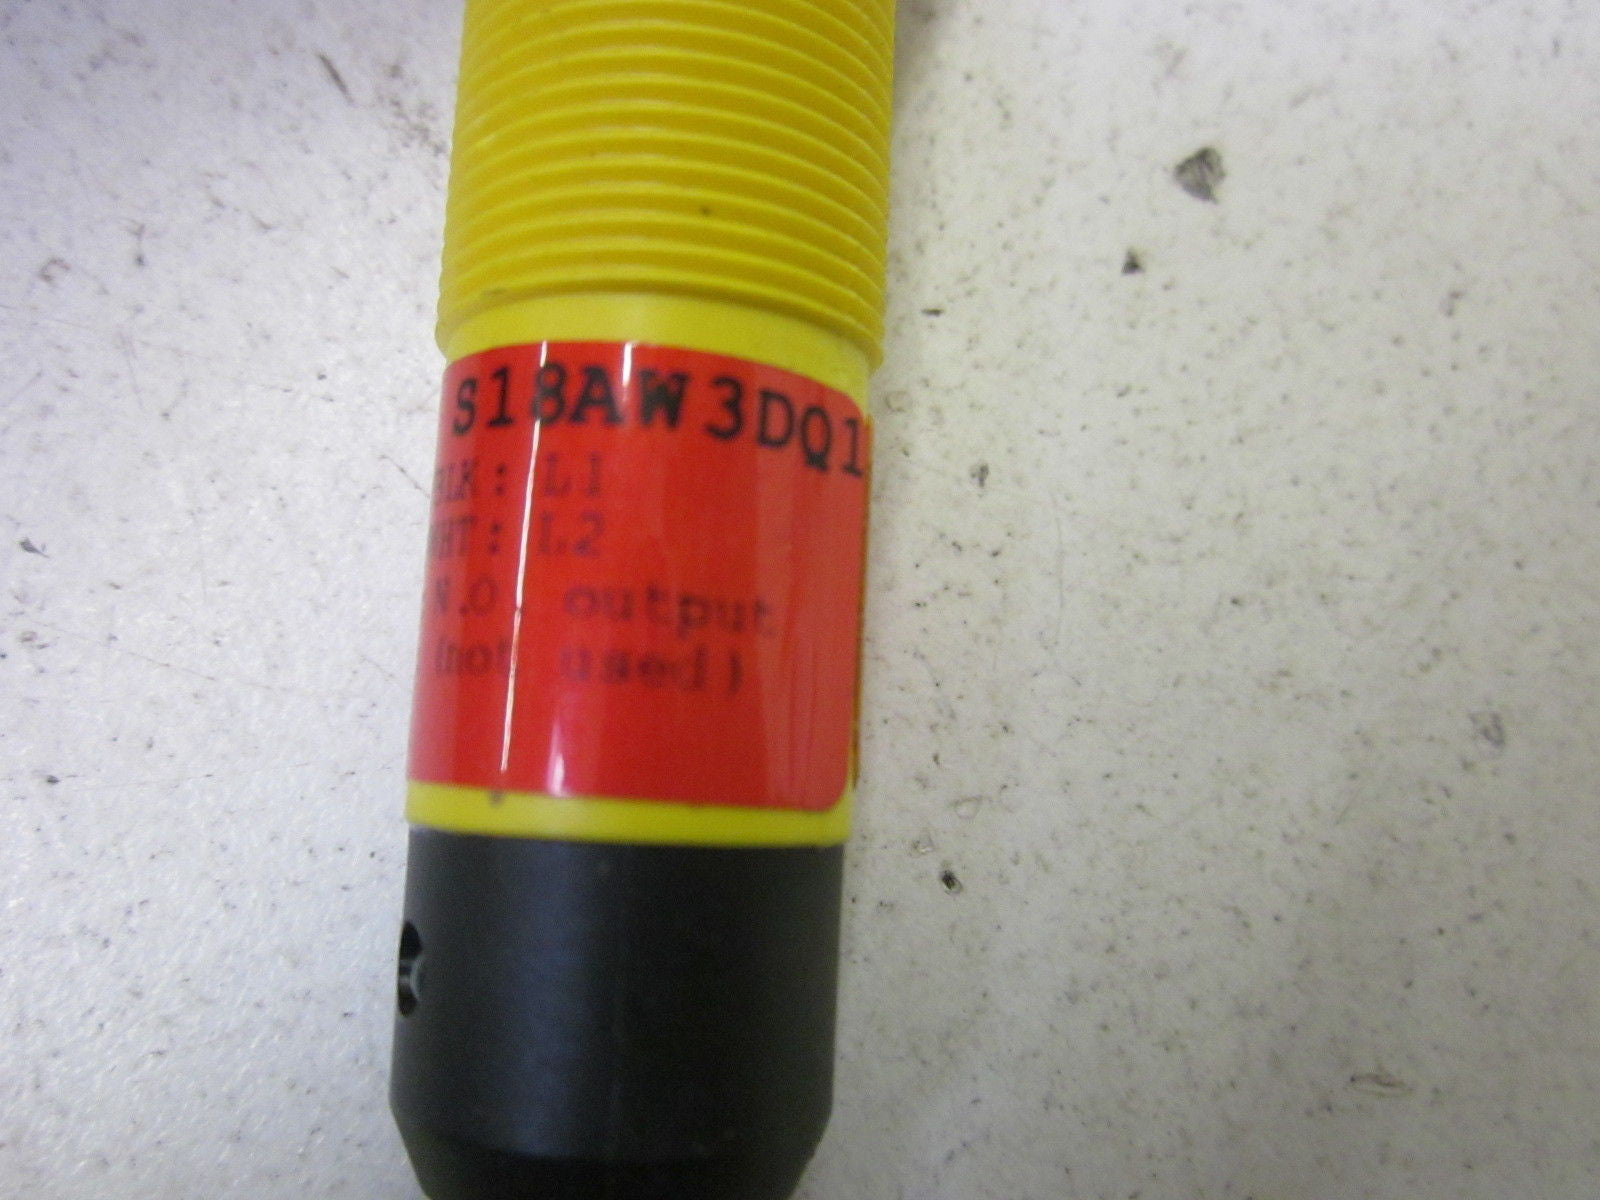 S18AW3DQ1
BLK: L1
WHT: L2
N.O. output
(not used)